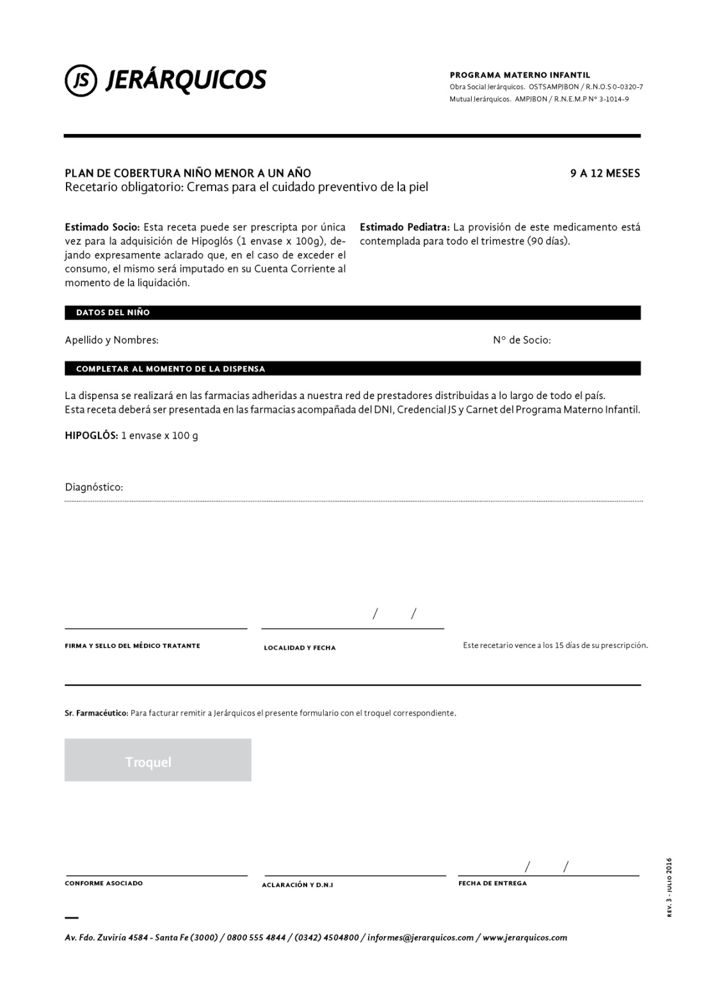 JS JERÁRQUICOS
PROGRAMA MATERNO INFANTIL
Obra Social Jerárquicos. OSTSAMPJBON / R.N.O.S 0-0320-7
Mutual Jerárquicos. AMPJBON / R.N.E.M.P Nº 3-1014-9
PLAN DE COBERTURA NIÑO MENOR A UN AÑO
9 A 12 MESES
Recetario obligatorio: Cremas para el cuidado preventivo de la piel
Estimado Socio: Esta receta puede ser prescripta por única
vez para la adquisición de Hipoglós (1 envase x 100g), de-
jando expresamente aclarado que, en el caso de exceder el
consumo, el mismo será imputado en su Cuenta Corriente al
momento de la liquidación.
Estimado Pediatra: La provisión de este medicamento está
contemplada para todo el trimestre (90 días).
DATOS DEL NIÑO
Apellido y Nombres:
Nº de Socio:
COMPLETAR AL MOMENTO DE LA DISPENSA
La dispensa se realizará en las farmacias adheridas a nuestra red de prestadores distribuidas a lo largo de todo el país.
Esta receta deberá ser presentada en las farmacias acompañada del DNI, Credencial JS y Carnet del Programa Materno Infantil.
HIPOGLÓS: 1 envase x 100 g
Diagnóstico:
/ /
FIRMA Y SELLO DEL MÉDICO TRATANTE
LOCALIDAD Y FECHA
Este recetario vence a los 15 días de su prescripción.
Sr. Farmacéutico: Para facturar remitir a Jerárquicos el presente formulario con el troquel correspondiente.
Troquel
/ /
CONFORME ASOCIADO
ACLARACIÓN Y D.N.I
FECHA DE ENTREGA
REV. 3 - JULIO 2016
Av. Fdo. Zuviría 4584 - Santa Fe (3000) / 0800 555 4844 / (0342) 4504800 / informes@jerarquicos.com / www.jerarquicos.com